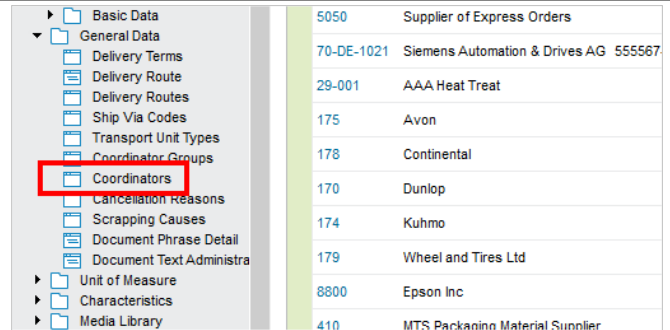 Basic Data
General Data
Delivery Terms
Delivery Route
Delivery Routes
Ship Via Codes
Transport Unit Types
Coordinator Groups
Coordinators
Cancellation Reasons
Scrapping Causes
Document Phrase Detail
Document Text Administra
Unit of Measure
Characteristics
Media Library
5050 Supplier of Express Orders
70-DE-1021 Siemens Automation & Drives AG 555567-
29-001 AAA Heat Treat
175 Avon
178 Continental
170 Dunlop
174 Kuhmo
179 Wheel and Tires Ltd
8800 Epson Inc
410 MTS Packaging Material Supplier